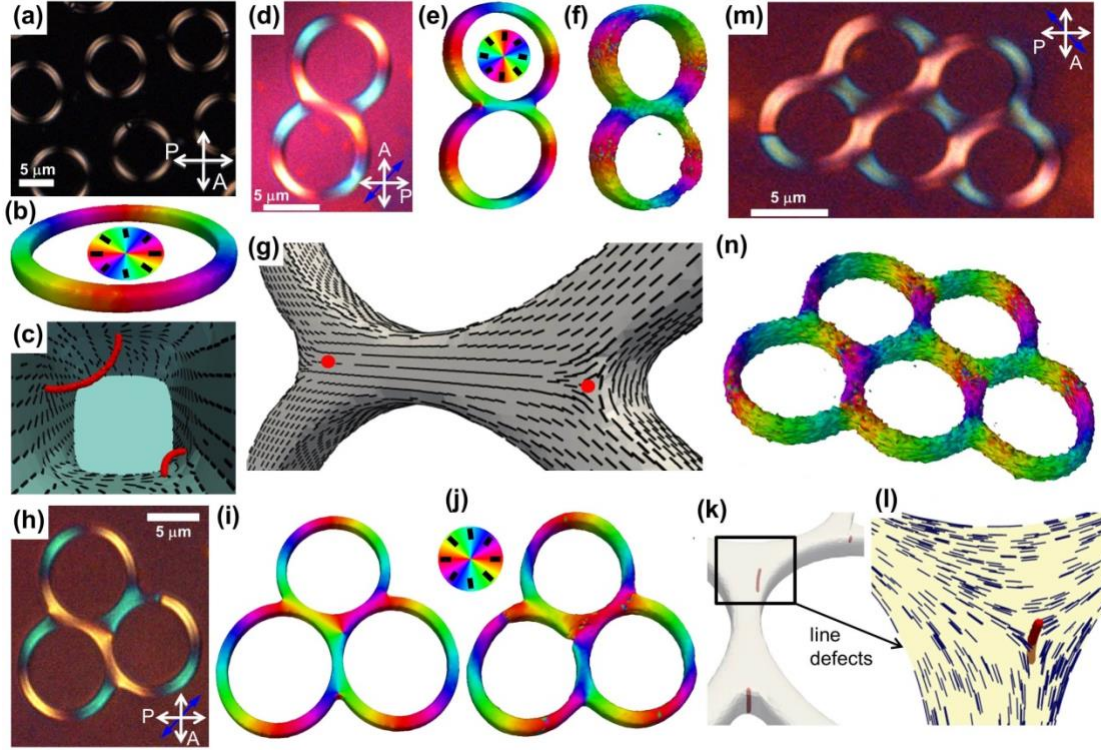 (a)
P
A
5 μm
(b)
(c)
(d)
A
P
5 μm
(e)
(f)
(g)
(h)
5 μm
P
A
(i)
(j)
(k)
line
defects
(l)
(m)
P
A
5 μm
(n)